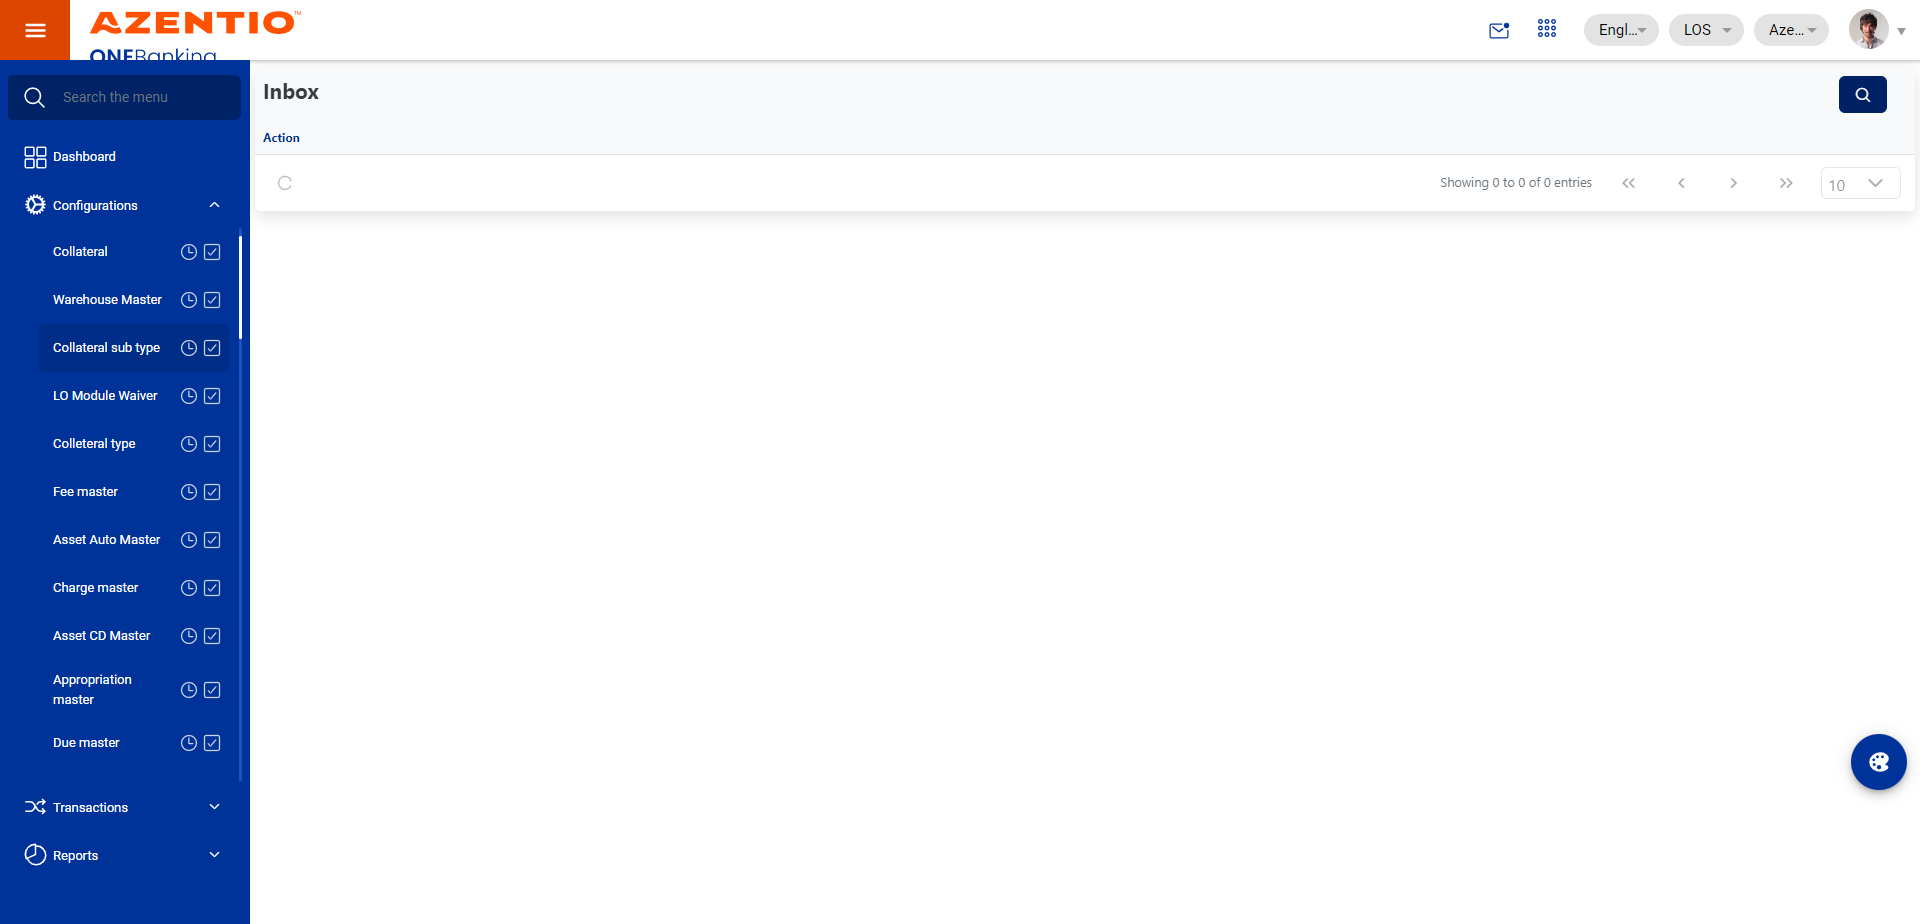 AZENTIO™
ONEBanking
Engl...
LOS
Aze...
Search the menu
Dashboard
Configurations
Collateral
Warehouse Master
Collateral sub type
LO Module Waiver
Colleteral type
Fee master
Asset Auto Master
Charge master
Asset CD Master
Appropriation
master
Due master
Transactions
Reports
Inbox
Action
Showing 0 to 0 of 0 entries
10